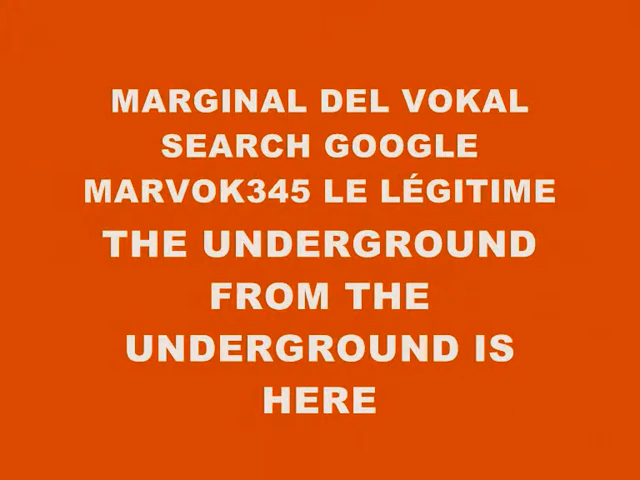 MARGINAL DEL VOKAL
SEARCH GOOGLE
MARVOK345 LE LÉGITIME
THE UNDERGROUND
FROM THE
UNDERGROUND IS
HERE